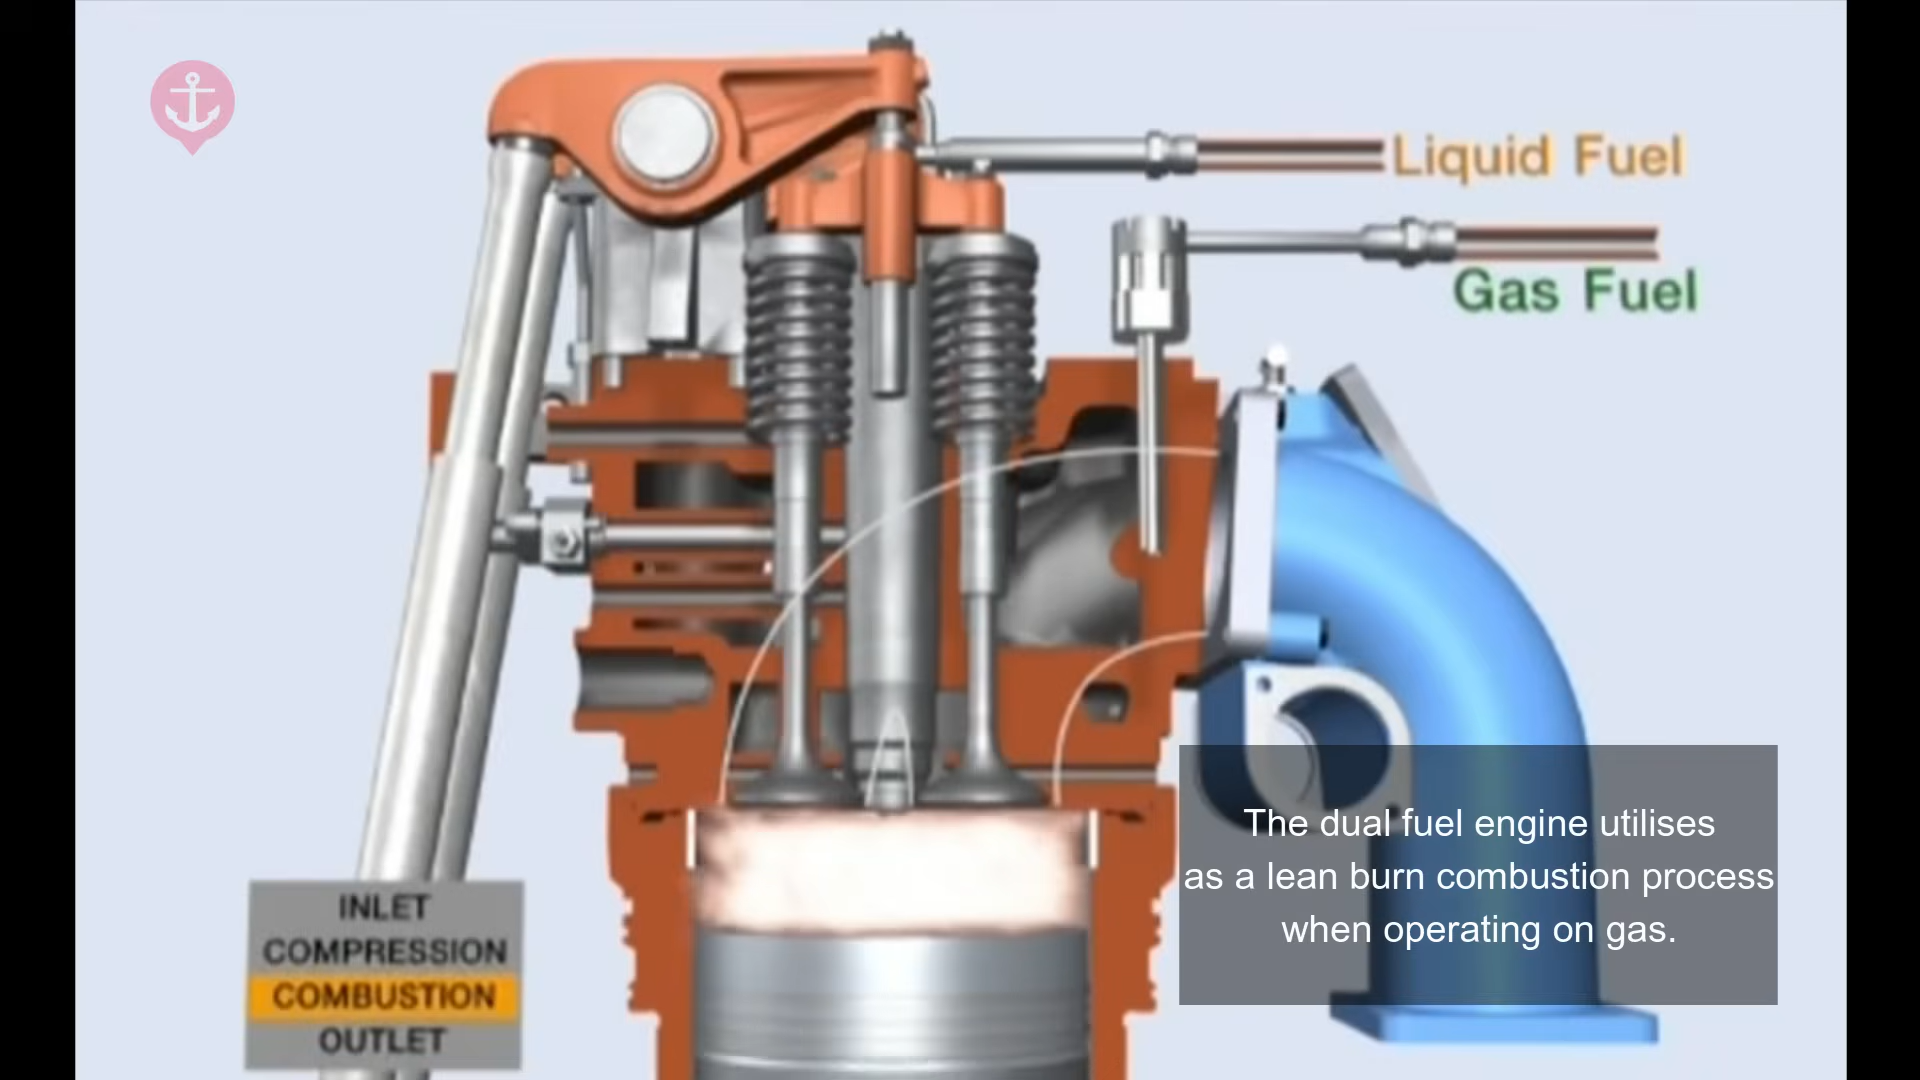 Liquid Fuel
Gas Fuel
The dual fuel engine utilises
as a lean burn combustion process
when operating on gas.
INLET
COMPRESSION
COMBUSTION
OUTLET